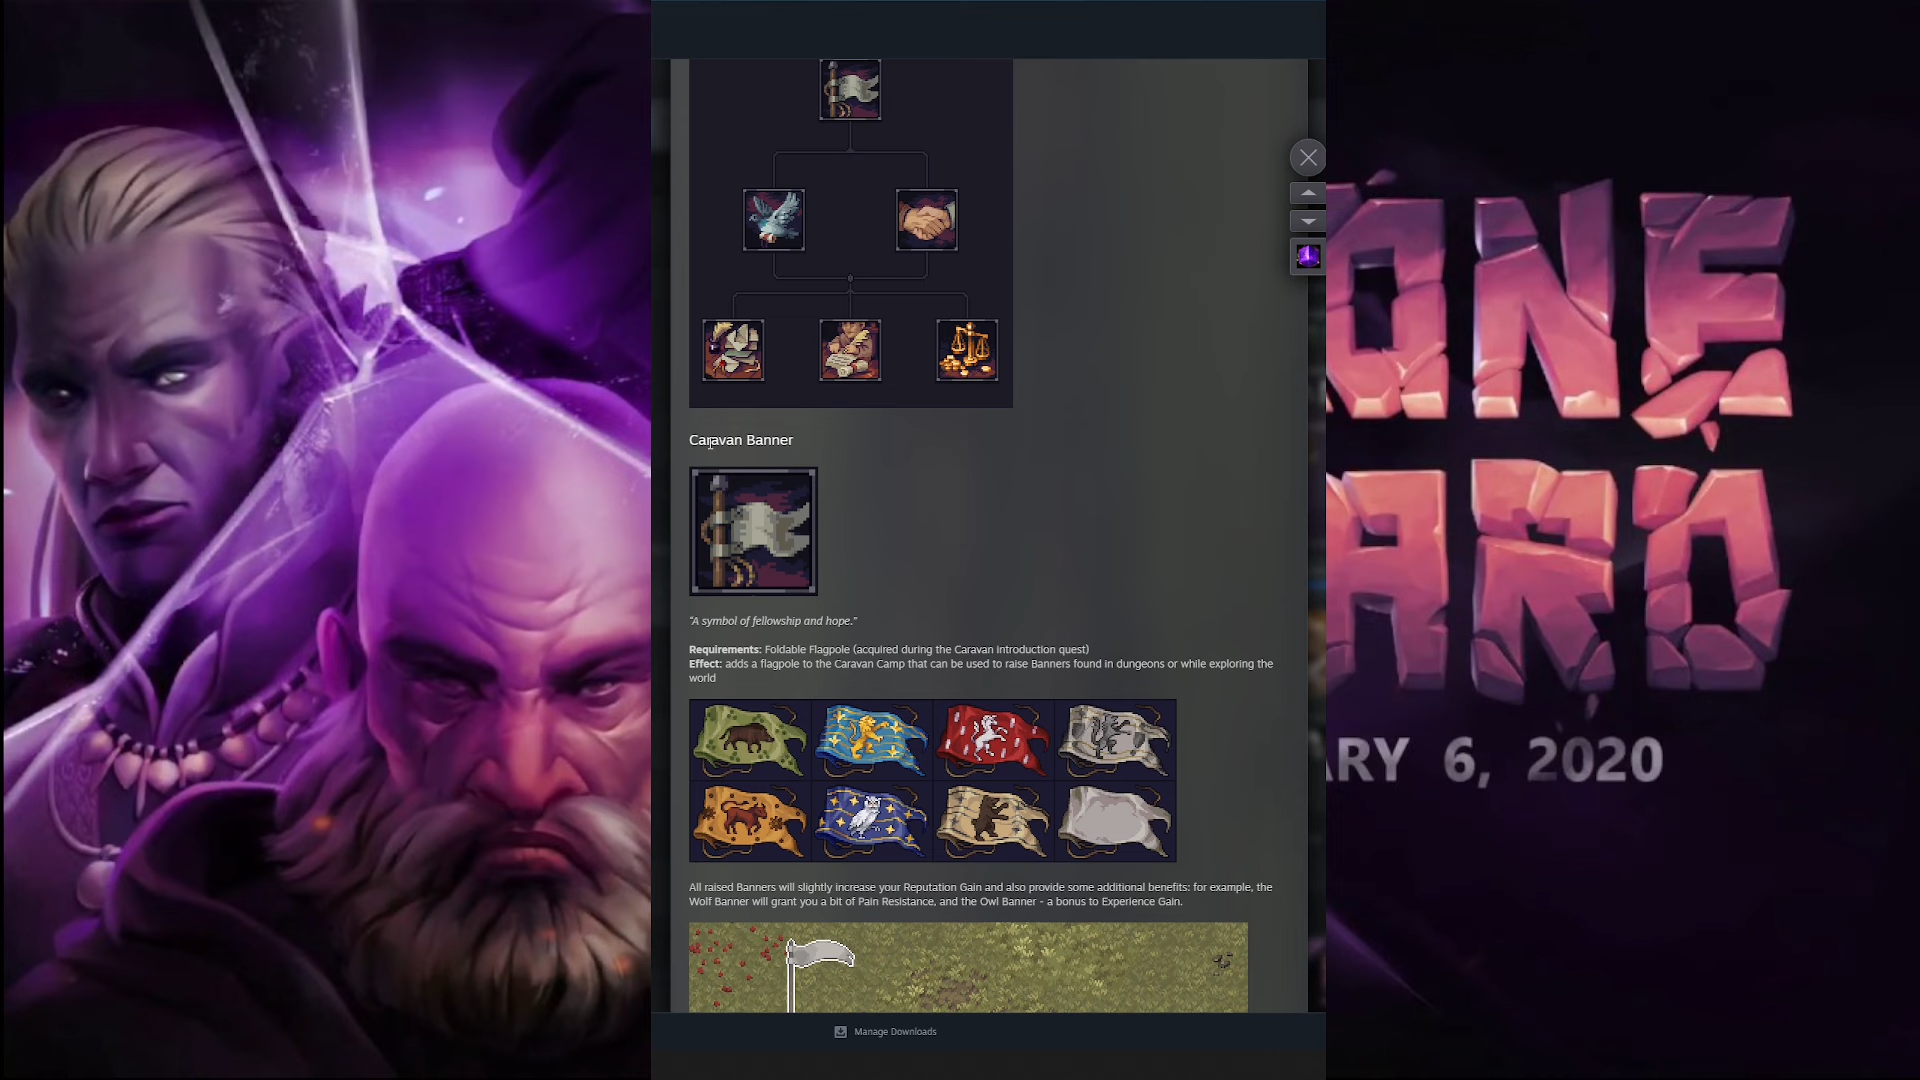 Caravan Banner
"A symbol of fellowship and hope."
Requirements: Foldable Flagpole (acquired during the Caravan introduction quest)
Effect: adds a flagpole to the Caravan Camp that can be used to raise Banners found in dungeons or while exploring the
world
All raised Banners will slightly increase your Reputation Gain and also provide some additional benefits: for example, the
Wolf Banner will grant you a bit of Pain Resistance, and the Owl Banner - a bonus to Experience Gain.
Manage Downloads
ONE
ARD
ARY 6, 2020